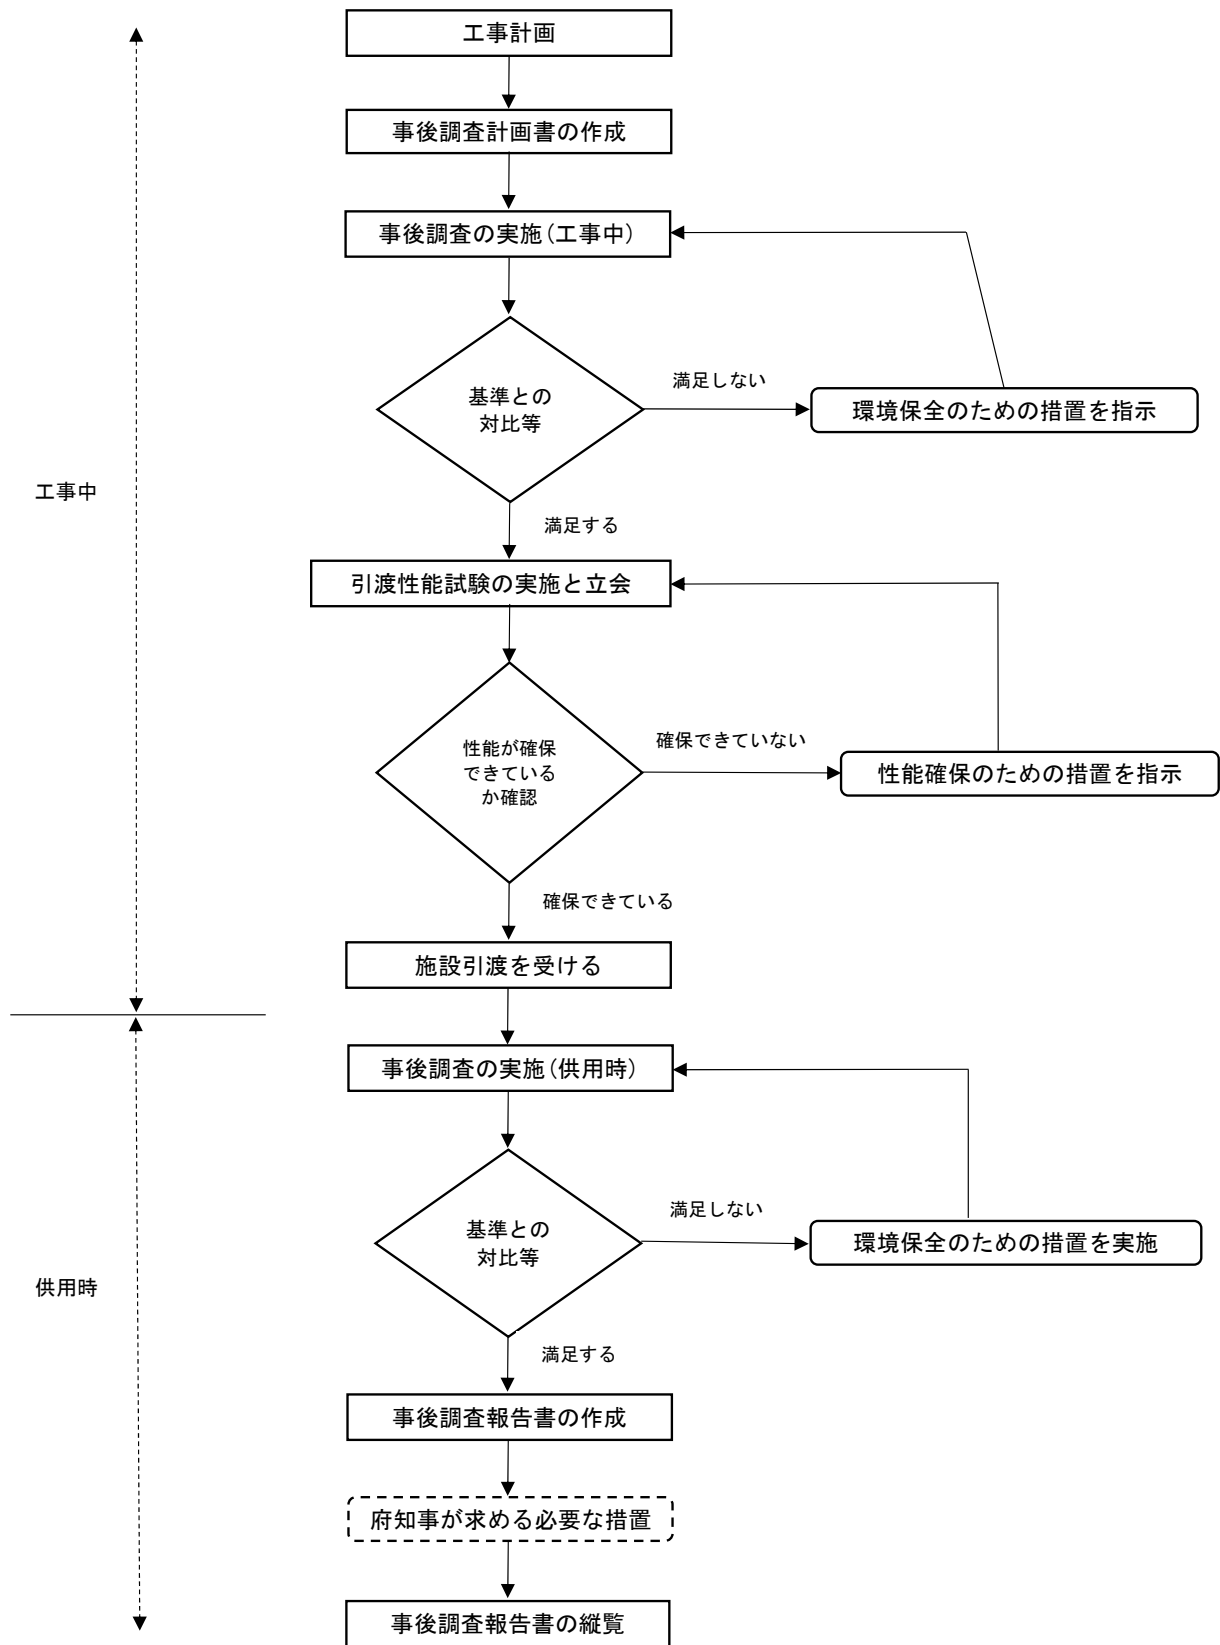 工事計画
事後調査計画書の作成
事後調査の実施(工事中)
基準との
対比等
満足しない
環境保全のための措置を指示
工事中
満足する
引渡性能試験の実施と立会
性能が確保
できている
か確認
確保できていない
性能確保のための措置を指示
確保できている
施設引渡を受ける
事後調査の実施(供用時)
基準との
対比等
満足しない
環境保全のための措置を実施
供用時
満足する
事後調査報告書の作成
府知事が求める必要な措置
事後調査報告書の縦覧